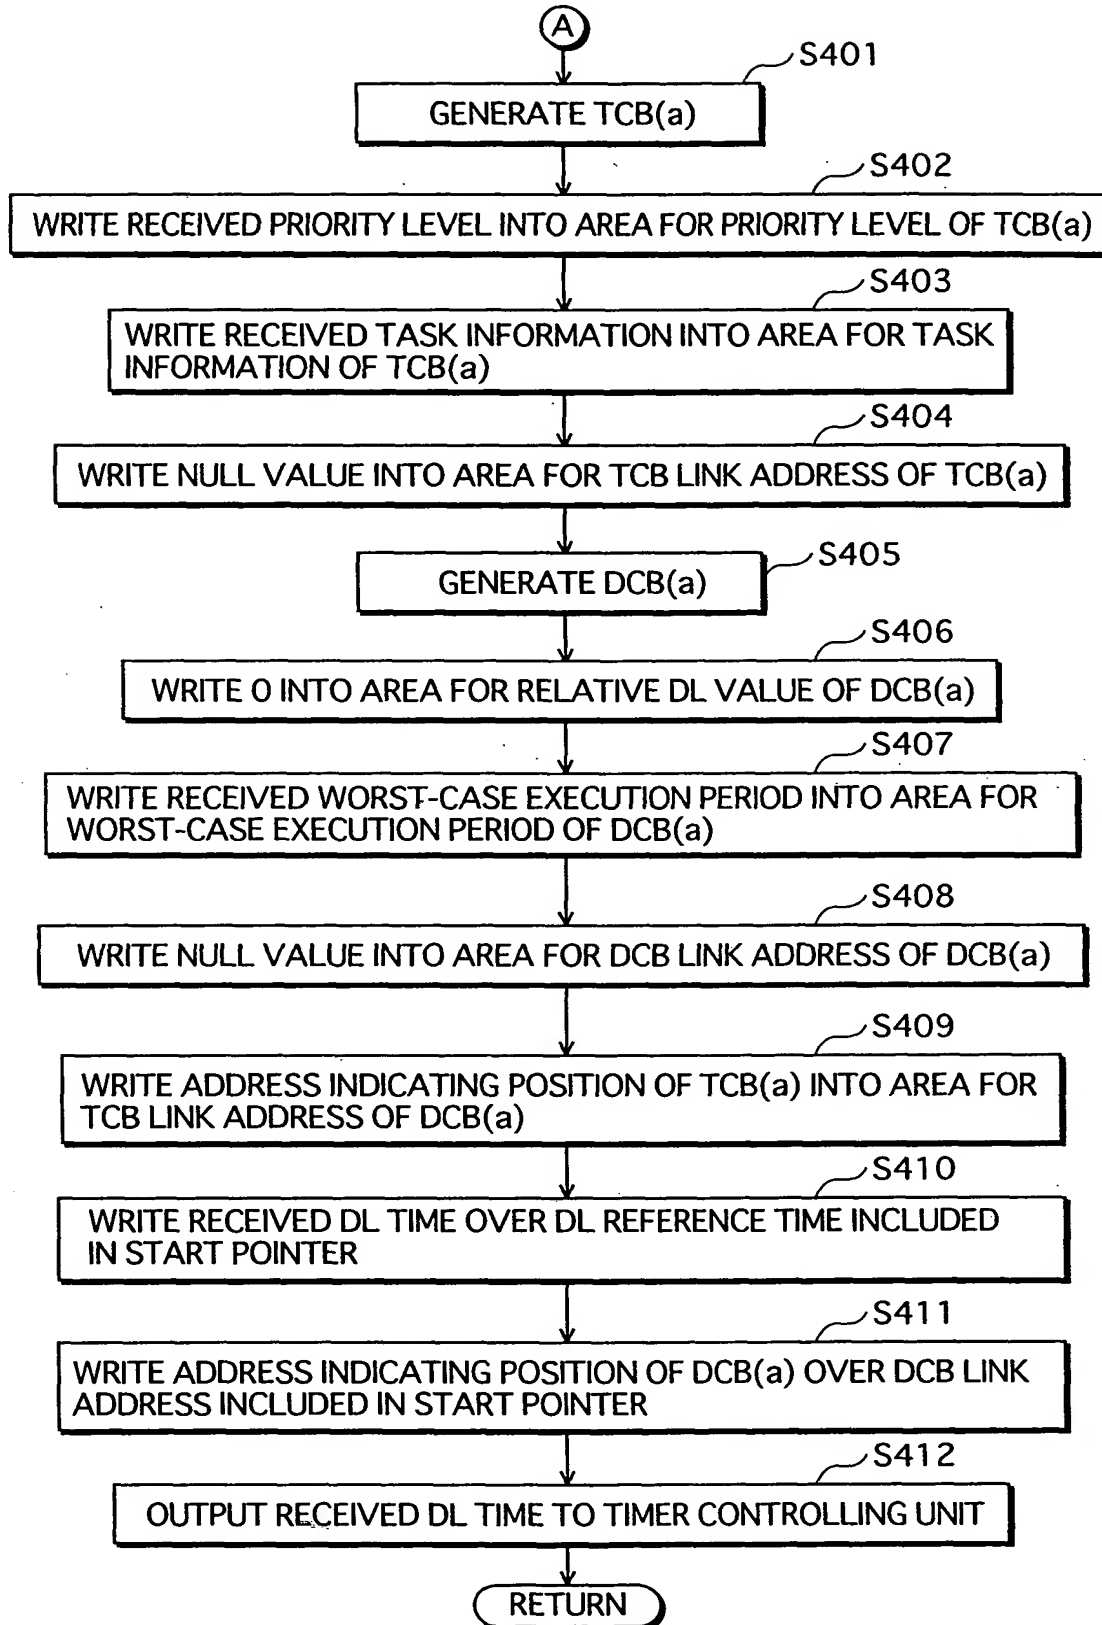 A
S401
GENERATE TCB(a)
S402
WRITE RECEIVED PRIORITY LEVEL INTO AREA FOR PRIORITY LEVEL OF TCB(a)
S403
WRITE RECEIVED TASK INFORMATION INTO AREA FOR TASK
INFORMATION OF TCB(a)
S404
WRITE NULL VALUE INTO AREA FOR TCB LINK ADDRESS OF TCB(a)
S405
GENERATE DCB(a)
S406
WRITE 0 INTO AREA FOR RELATIVE DL VALUE OF DCB(a)
S407
WRITE RECEIVED WORST-CASE EXECUTION PERIOD INTO AREA FOR
WORST-CASE EXECUTION PERIOD OF DCB(a)
S408
WRITE NULL VALUE INTO AREA FOR DCB LINK ADDRESS OF DCB(a)
S409
WRITE ADDRESS INDICATING POSITION OF TCB(a) INTO AREA FOR
TCB LINK ADDRESS OF DCB(a)
S410
WRITE RECEIVED DL TIME OVER DL REFERENCE TIME INCLUDED
IN START POINTER
S411
WRITE ADDRESS INDICATING POSITION OF DCB(a) OVER DCB LINK
ADDRESS INCLUDED IN START POINTER
S412
OUTPUT RECEIVED DL TIME TO TIMER CONTROLLING UNIT
RETURN